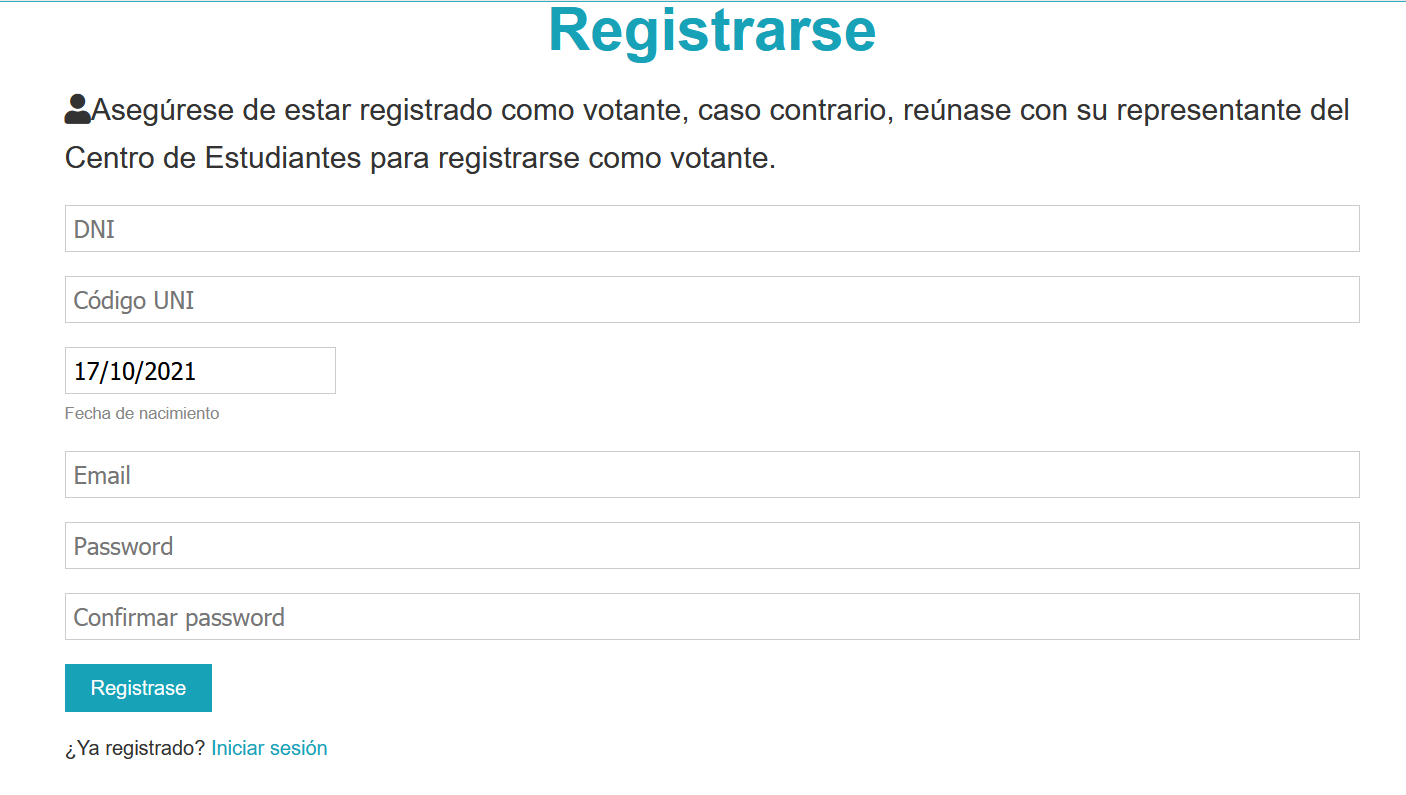 Registrarse
Asegúrese de estar registrado como votante, caso contrario, reúnase con su representante del
Centro de Estudiantes para registrarse como votante.
DNI
Código UNI
17/10/2021
Fecha de nacimiento
Email
Password
Confirmar password
Registrase
¿Ya registrado? Iniciar sesión